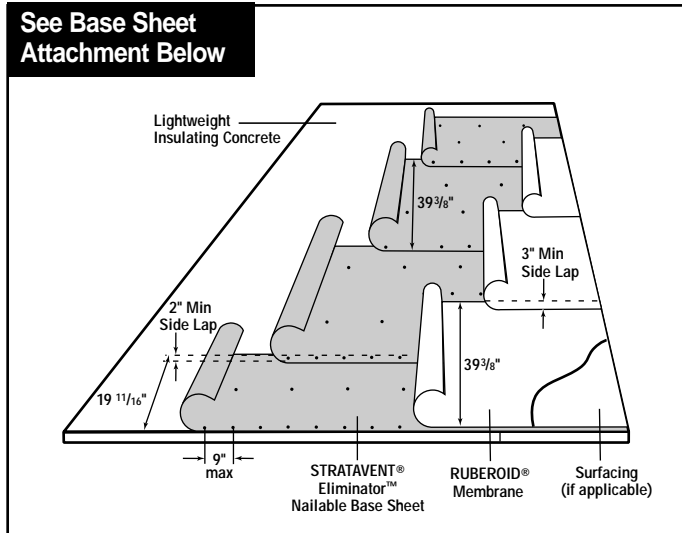 See Base Sheet
Attachment Below
Lightweight
Insulating Concrete
39 3/8"
3" Min
Side Lap
2" Min
Side Lap
39 3/8"
19 11/16"
9"
max
STRATAVENT®
Eliminator™
Nailable Base Sheet
RUBEROID®
Membrane
Surfacing
(if applicable)